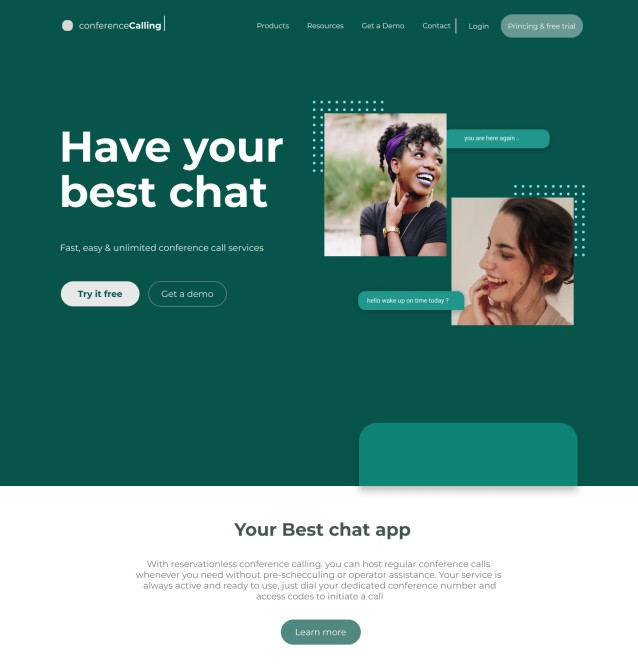 conferenceCalling
Products Resources Get a Demo Contact Login Princing & free trial
Have your
best chat
you are here again ..
Fast, easy & unlimited conference call services
Try it free Get a demo
hello wake up on time today ?
Your Best chat app
With reservationless conference calling. you can host regular conference calls
whenever you need without pre-schecculing or operator assistance. Your service is
always active and ready to use, just dial your dedicated conference number and
access codes to initiate a call
Learn more